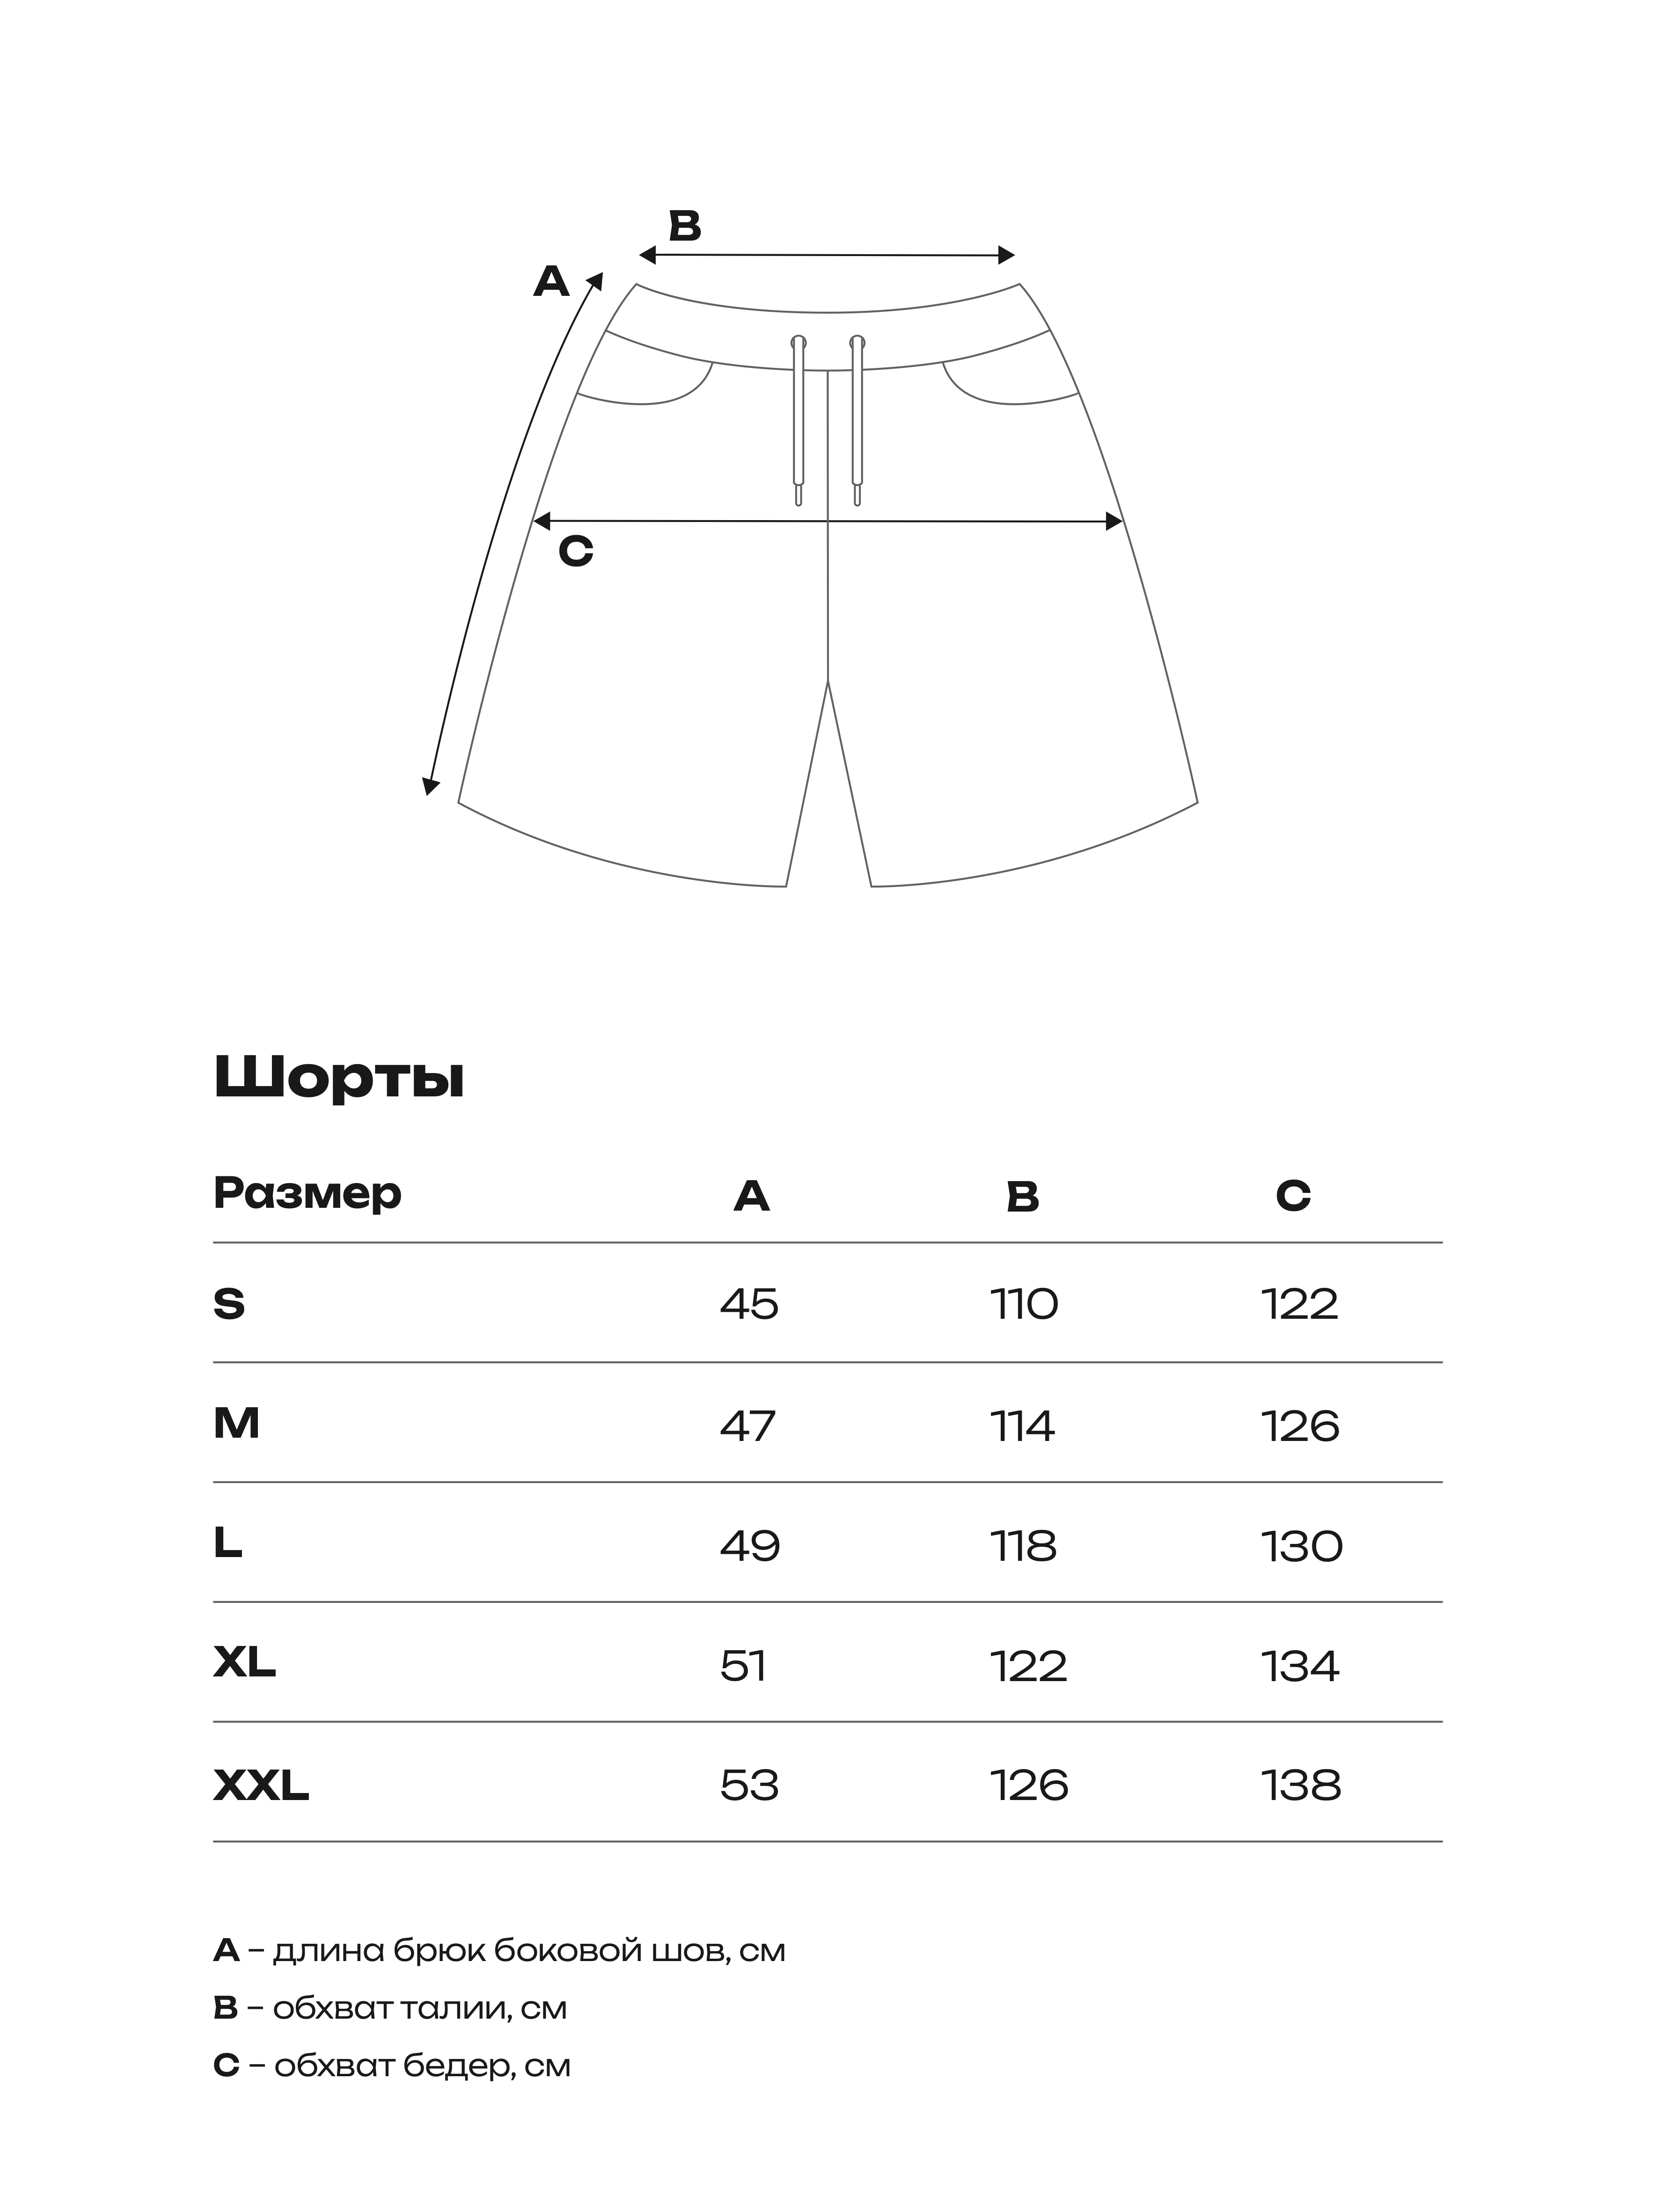 B
A
C
Шорты
Размер A B C
S 45 110 122
M 47 114 126
L 49 118 130
XL 51 122 134
XXL 53 126 138
A – длина брюк боковой шов, см
B – обхват талии, см
C – обхват бедер, см